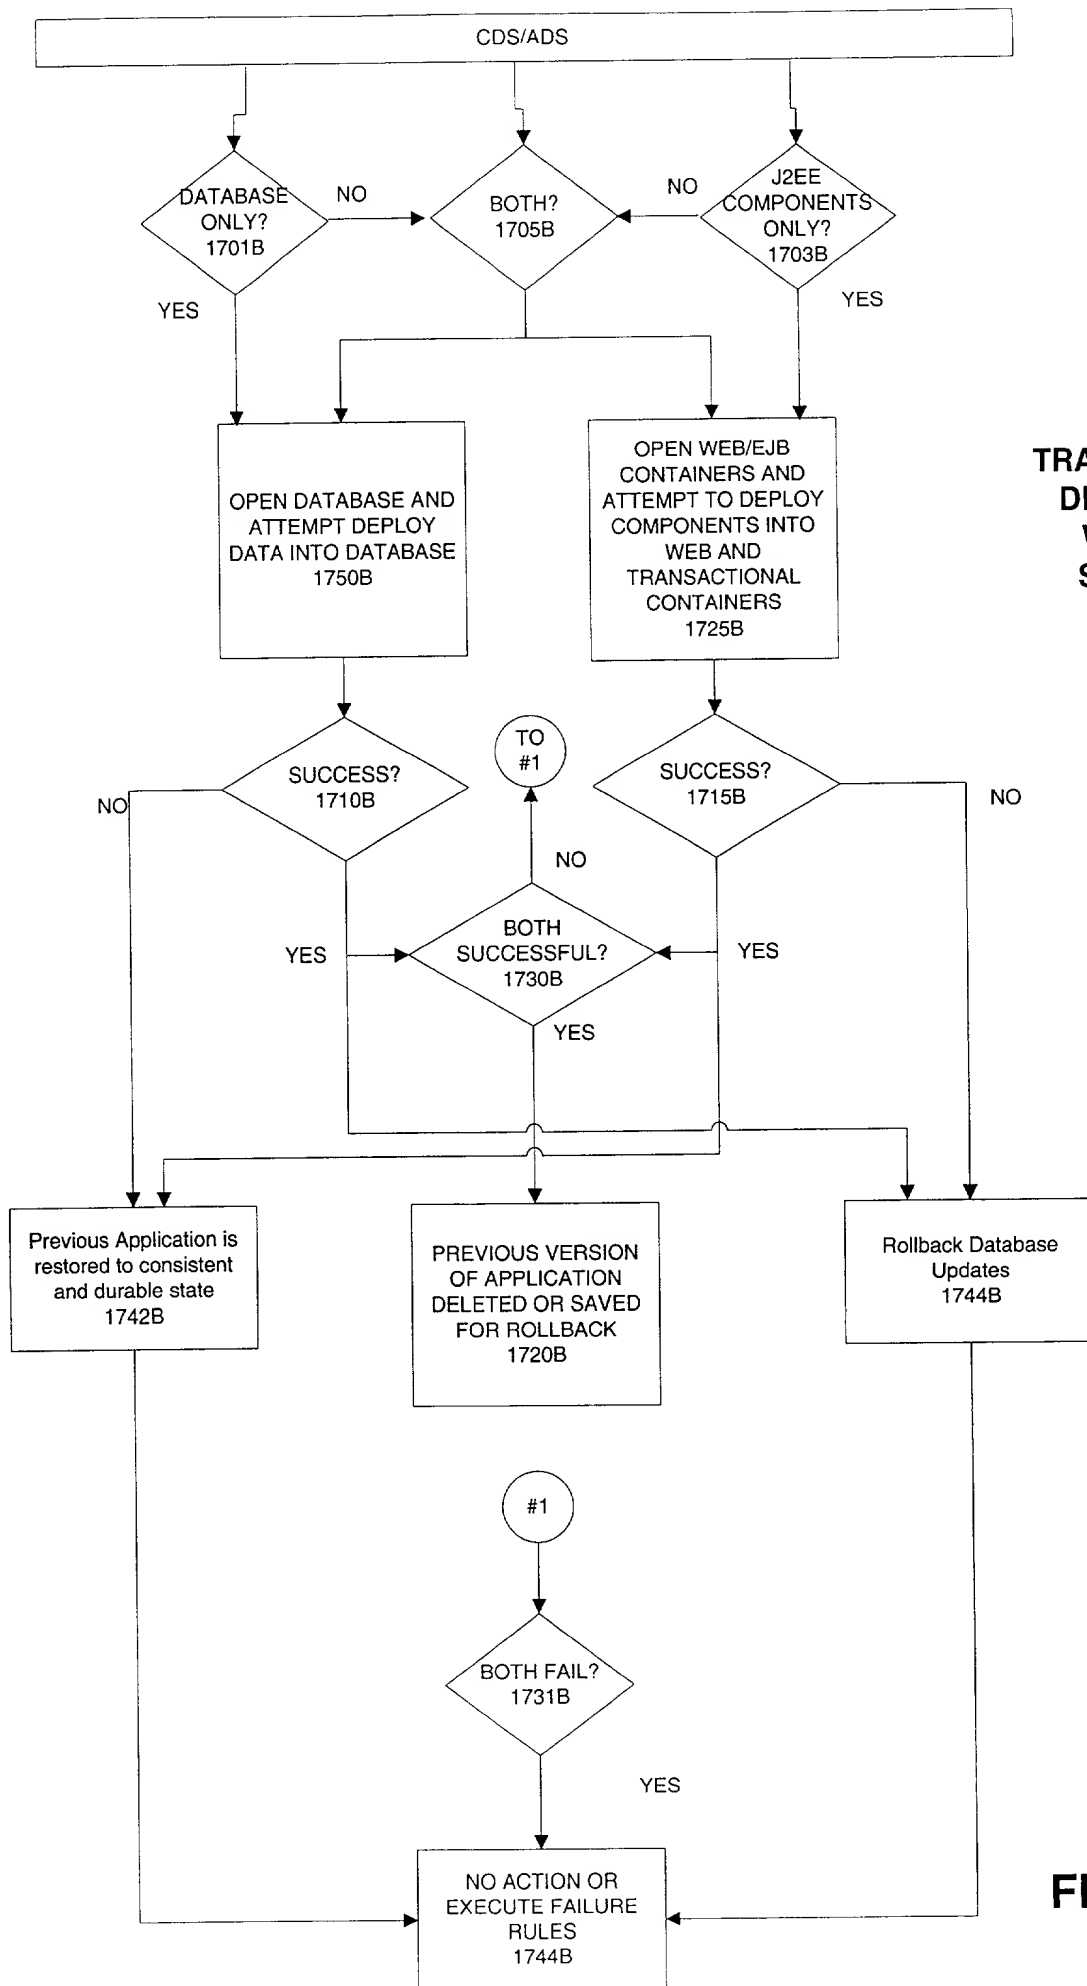 CDS/ADS
DATABASE
ONLY?
1701B
NO
BOTH?
1705B
NO
J2EE
COMPONENTS
ONLY?
1703B
YES
YES
OPEN DATABASE AND
ATTEMPT DEPLOY
DATA INTO DATABASE
1750B
OPEN WEB/EJB
CONTAINERS AND
ATTEMPT TO DEPLOY
COMPONENTS INTO
WEB AND
TRANSACTIONAL
CONTAINERS
1725B
TRA
DE
S
SUCCESS?
1710B
NO
TO
#1
SUCCESS?
1715B
NO
NO
YES
BOTH
SUCCESSFUL?
1730B
YES
YES
Previous Application is
restored to consistent
and durable state
1742B
PREVIOUS VERSION
OF APPLICATION
DELETED OR SAVED
FOR ROLLBACK
1720B
Rollback Database
Updates
1744B
#1
BOTH FAIL?
1731B
YES
NO ACTION OR
EXECUTE FAILURE
RULES
1744B